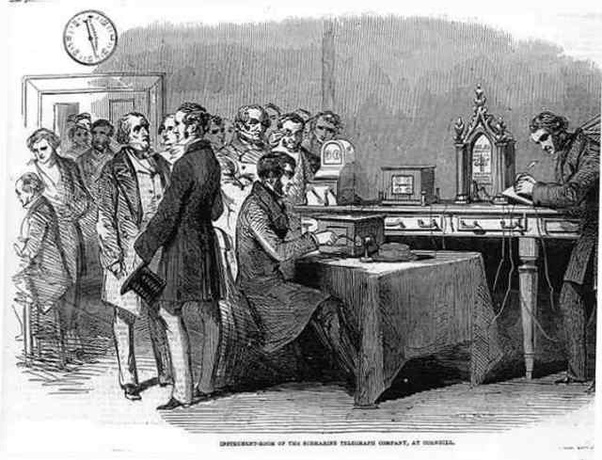 INSTRUMENT-ROOM OF THE SUBMARINE TELEGRAPH COMPANY, AT CORNHILL.